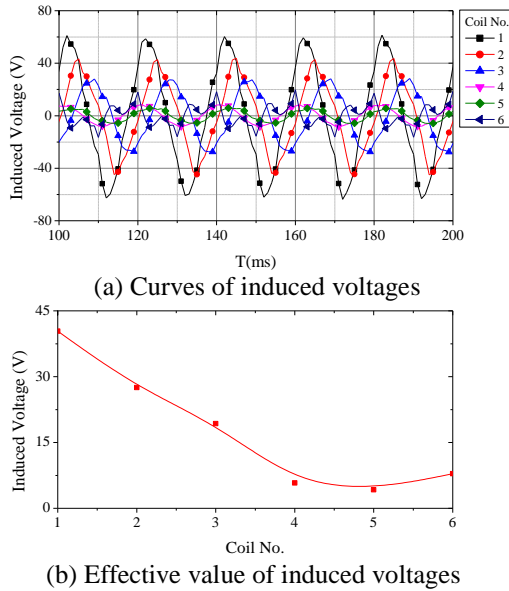 Coil No.
1
2
3
4
5
6
Induced Voltage (V)
80
40
0
-40
-80
100 120 140 160 180 200
T(ms)
(a) Curves of induced voltages
Induced Voltage (V)
45
30
15
0
1 2 3 4 5 6
Coil No.
(b) Effective value of induced voltages